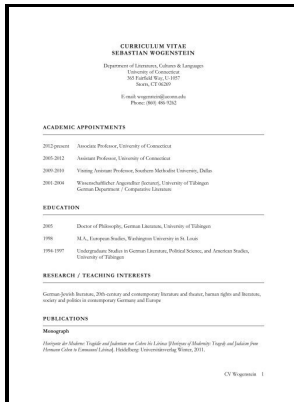 CURRICULUM VITAE
SEBASTIAN WOGENSTEIN
Department of Literatures, Cultures & Languages
University of Connecticut
365 Fairfield Way, U-1057
Storrs, CT 06269
E-mail: wogenstein@uconn.edu
Phone: (860) 486-9262
ACADEMIC APPOINTMENTS
2012-present Associate Professor, University of Connecticut
2005-2012 Assistant Professor, University of Connecticut
2009-2010 Visiting Assistant Professor, Southern Methodist University, Dallas
2001-2004 Wissenschaftlicher Angestellter (lecturer), University of Tübingen
German Department / Comparative Literature
EDUCATION
2005 Doctor of Philosophy, German Literature, University of Tübingen
1998 M.A., European Studies, Washington University in St. Louis
1994-1997 Undergraduate Studies in German Literature, Political Science, and American Studies,
University of Tübingen
RESEARCH / TEACHING INTERESTS
German-Jewish literature, 20th-century and contemporary literature and theater, human rights and literature,
society and politics in contemporary Germany and Europe
PUBLICATIONS
Monograph
Horizonte der Moderne: Tragödie und Judentum von Cohen bis Lévinas [Horizons of Modernity: Tragedy and Judaism from
Hermann Cohen to Emmanuel Lévinas]. Heidelberg: Universitätsverlag Winter, 2011.
CV Wogenstein 1